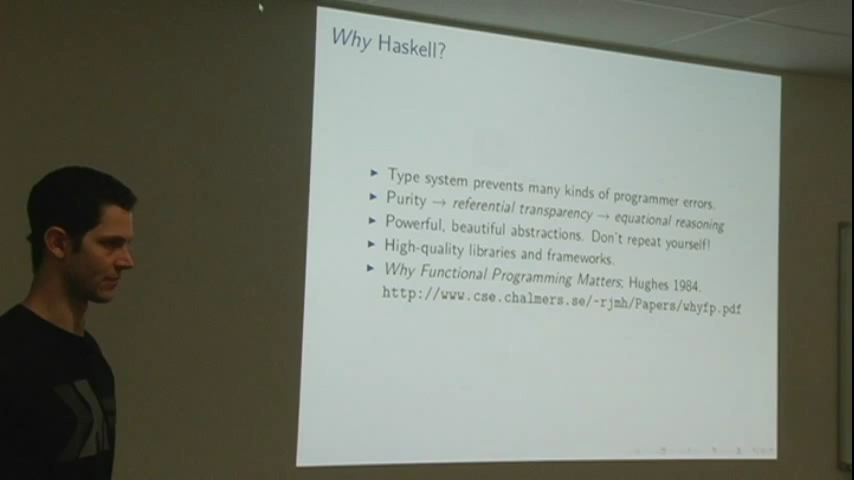 Why Haskell?
Type system prevents many kinds of programmer errors.
Purity → referential transparency → equational reasoning
Powerful, beautiful abstractions. Don't repeat yourself!
High-quality libraries and frameworks.
Why Functional Programming Matters; Hughes 1984.
http://www.cse.chalmers.se/~rjmh/Papers/whyfp.pdf